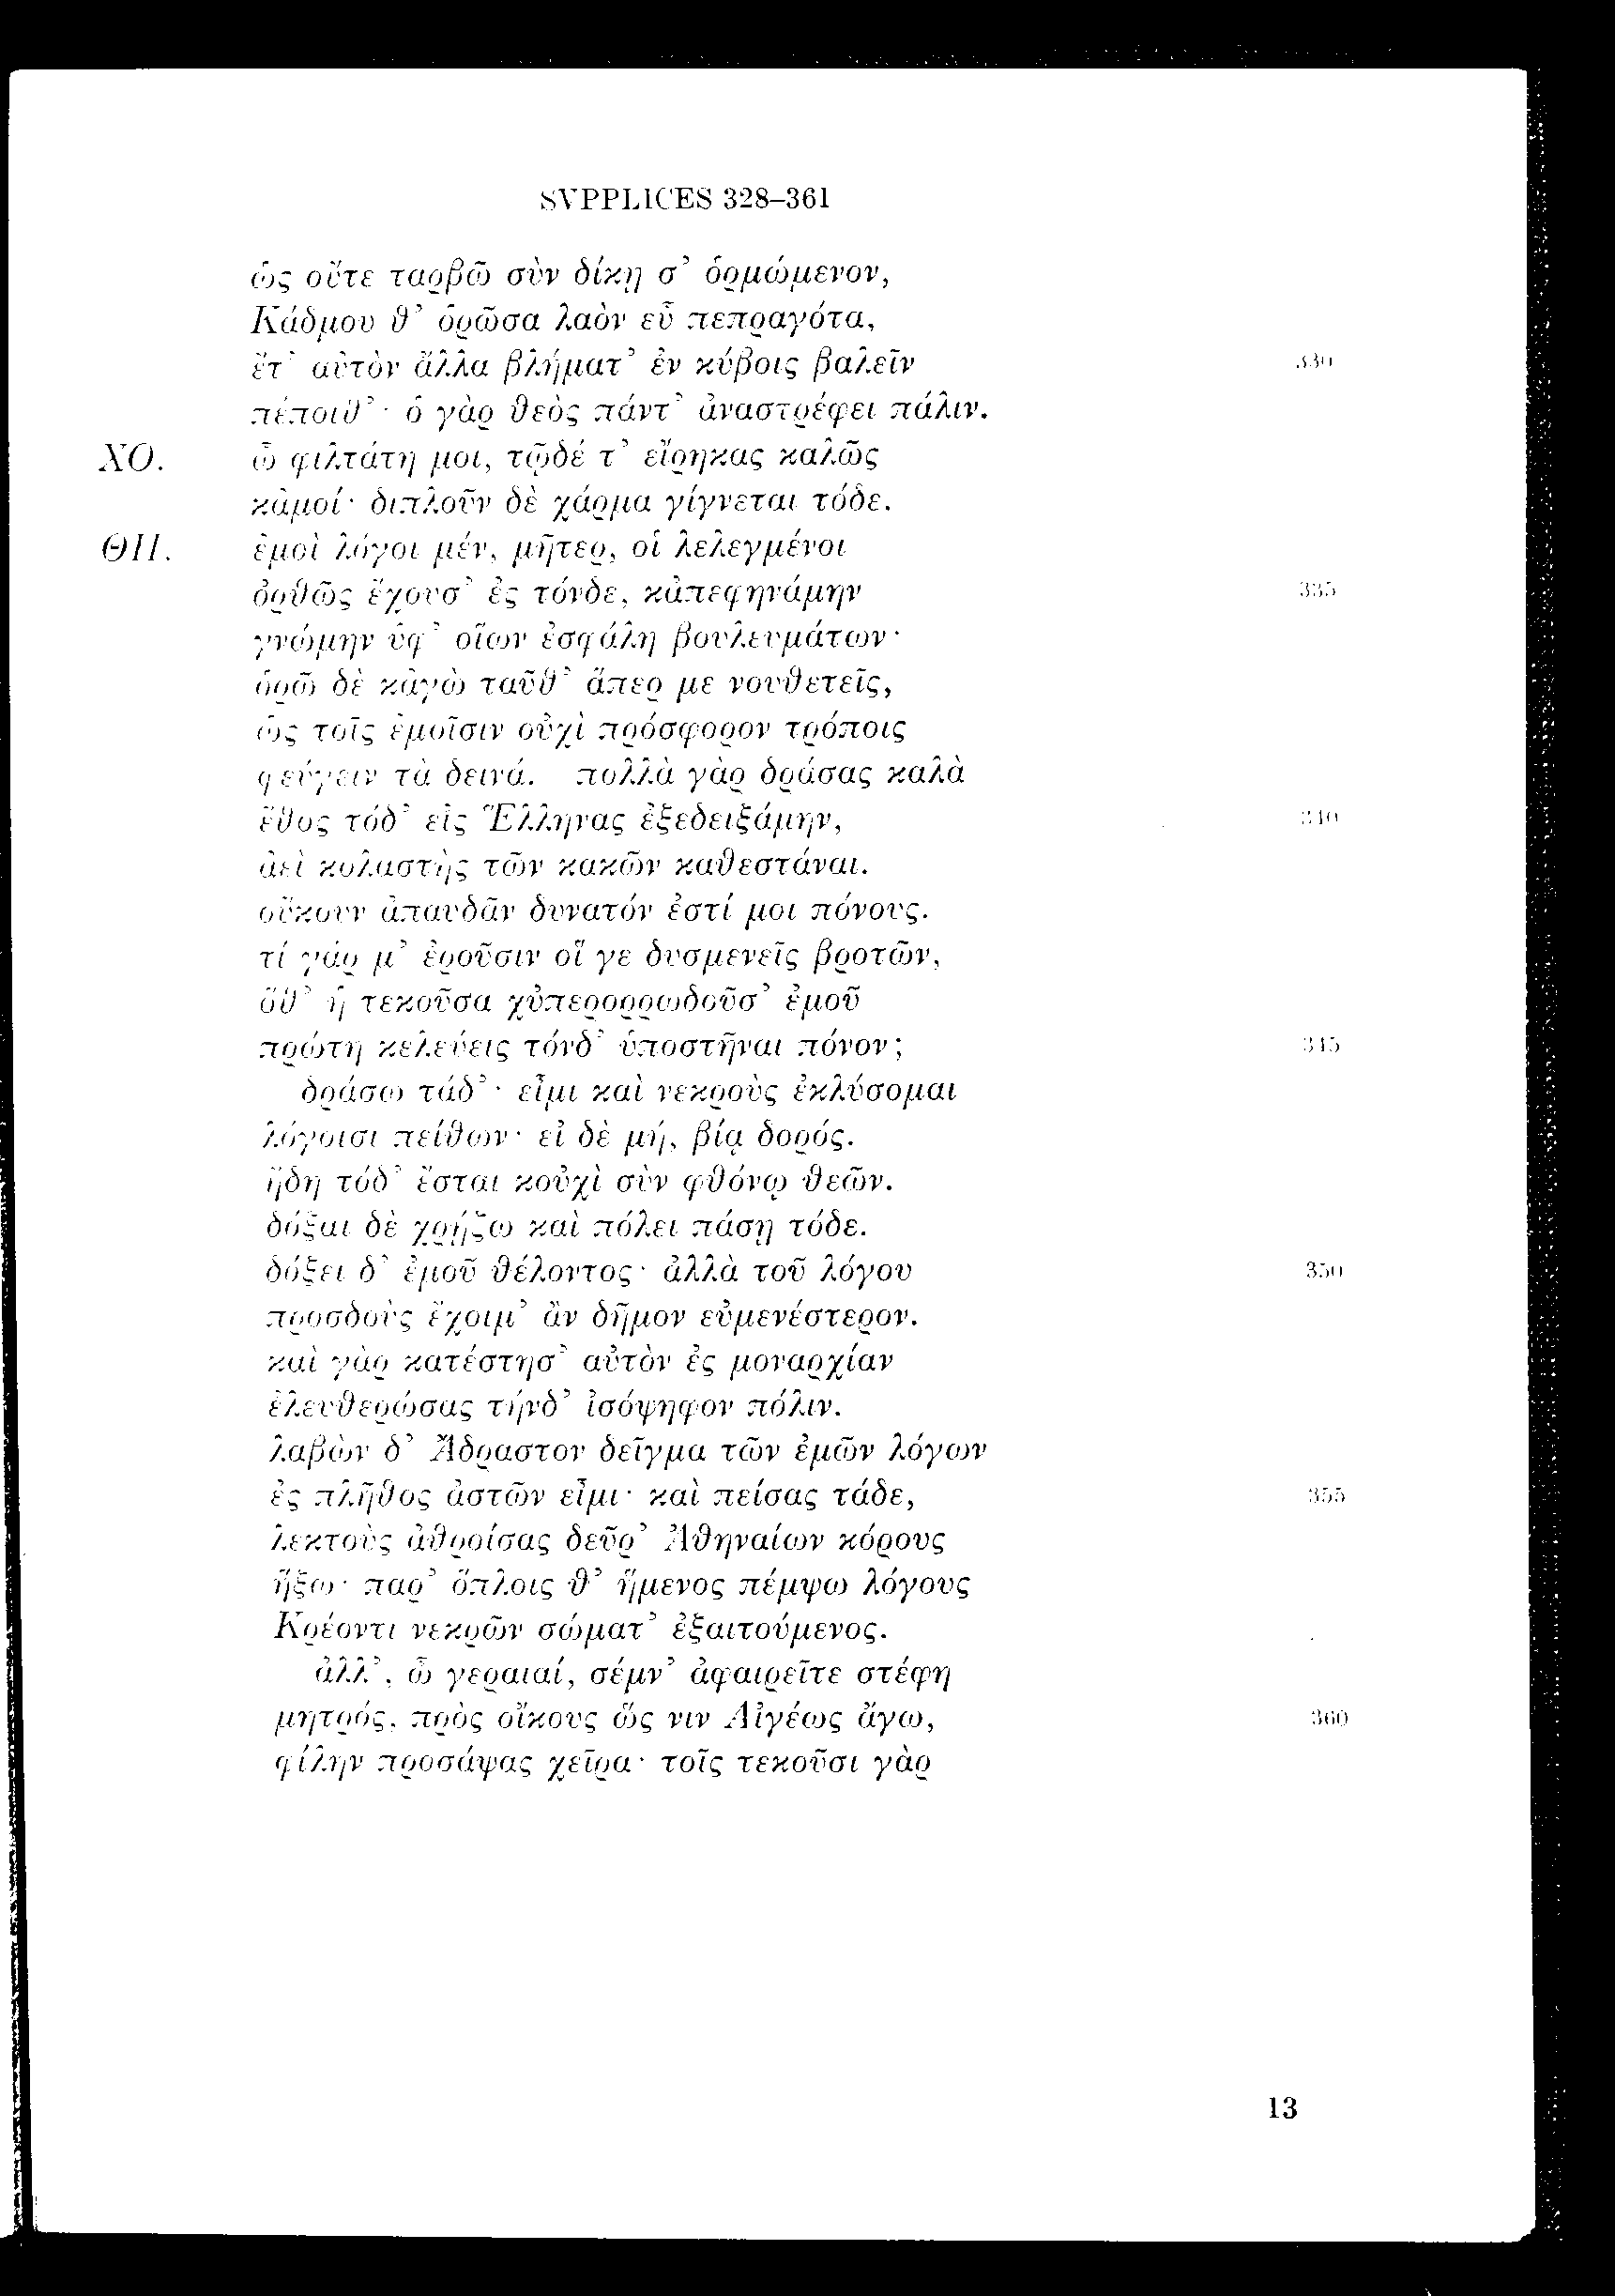 SVPPLICES 328–361
ὡς οὔτε ταρβῶ σὺν δίκῃ σ’ ὁρμώμενον,
Κάδμου θ’ ὁρῶσα λαὸν εὖ πεπραγότα,
ἔτ’ αὐτὸν ἄλλα βλήματ’ ἐν κύβοις βαλεῖν 330
πέποιθ’· ὁ γὰρ θεὸς πάντ’ ἀναστρέφει πάλιν.
ΧΟ. ὦ φιλτάτη μοι, τῷδέ τ’ εἴρηκας καλῶς
κἀμοί· διπλοῦν δὲ χάρμα γίγνεται τόδε.
ΘΗ. ἐμοὶ λόγοι μέν, μῆτερ, οἱ λελεγμένοι
ὀρθῶς ἔχουσ’ ἐς τόνδε, κἀπεφηνάμην 335
γνώμην ὑφ’ οἵων ἐσφάλη βουλευμάτων·
ὁρῶ δὲ κἀγὼ ταῦθ’ ἅπερ με νουθετεῖς,
ὡς τοῖς ἐμοῖσιν οὐχὶ πρόσφορον τρόποις
φεύγειν τὰ δεινά. πολλὰ γὰρ δράσας καλὰ
ἔθος τόδ’ εἰς Ἕλληνας ἐξεδειξάμην, 340
ἀεὶ κολαστὴς τῶν κακῶν καθεστάναι.
οὔκουν ἀπαυδᾶν δυνατόν ἐστί μοι πόνους.
τί γάρ μ’ ἐροῦσιν οἵ γε δυσμενεῖς βροτῶν,
ὅθ’ ἡ τεκοῦσα χὐπερορρωδοῦσ’ ἐμοῦ
πρώτη κελεύεις τόνδ’ ὑποστῆναι πόνον; 345
δράσω τάδ’· εἶμι καὶ νεκροὺς ἐκλύσομαι
λόγοισι πείθων· εἰ δὲ μή, βίᾳ δορός.
ἤδη τόδ’ ἔσται κοὐχὶ σὺν φθόνῳ θεῶν.
δόξαι δὲ χρῄζω καὶ πόλει πάσῃ τόδε.
δόξει δ’ ἐμοῦ θέλοντος· ἀλλὰ τοῦ λόγου 350
προσδοὺς ἔχοιμ’ ἂν δῆμον εὐμενέστερον.
καὶ γὰρ κατέστησ’ αὐτὸν ἐς μοναρχίαν
ἐλευθερώσας τήνδ’ ἰσόψηφον πόλιν.
λαβὼν δ’ Ἄδραστον δεῖγμα τῶν ἐμῶν λόγων
ἐς πλῆθος ἀστῶν εἶμι· καὶ πείσας τάδε, 355
λεκτοὺς ἀθροίσας δεῦρ’ Ἀθηναίων κόρους
ἥξω· παρ’ ὅπλοις θ’ ἥμενος πέμψω λόγους
Κρέοντι νεκρῶν σώματ’ ἐξαιτούμενος.
ἀλλ’, ὦ γεραιαί, σέμν’ ἀφαιρεῖτε στέφη
μητρός, πρὸς οἴκους ὥς νιν Αἰγέως ἄγω, 360
φίλην προσάψας χεῖρα· τοῖς τεκοῦσι γὰρ
13